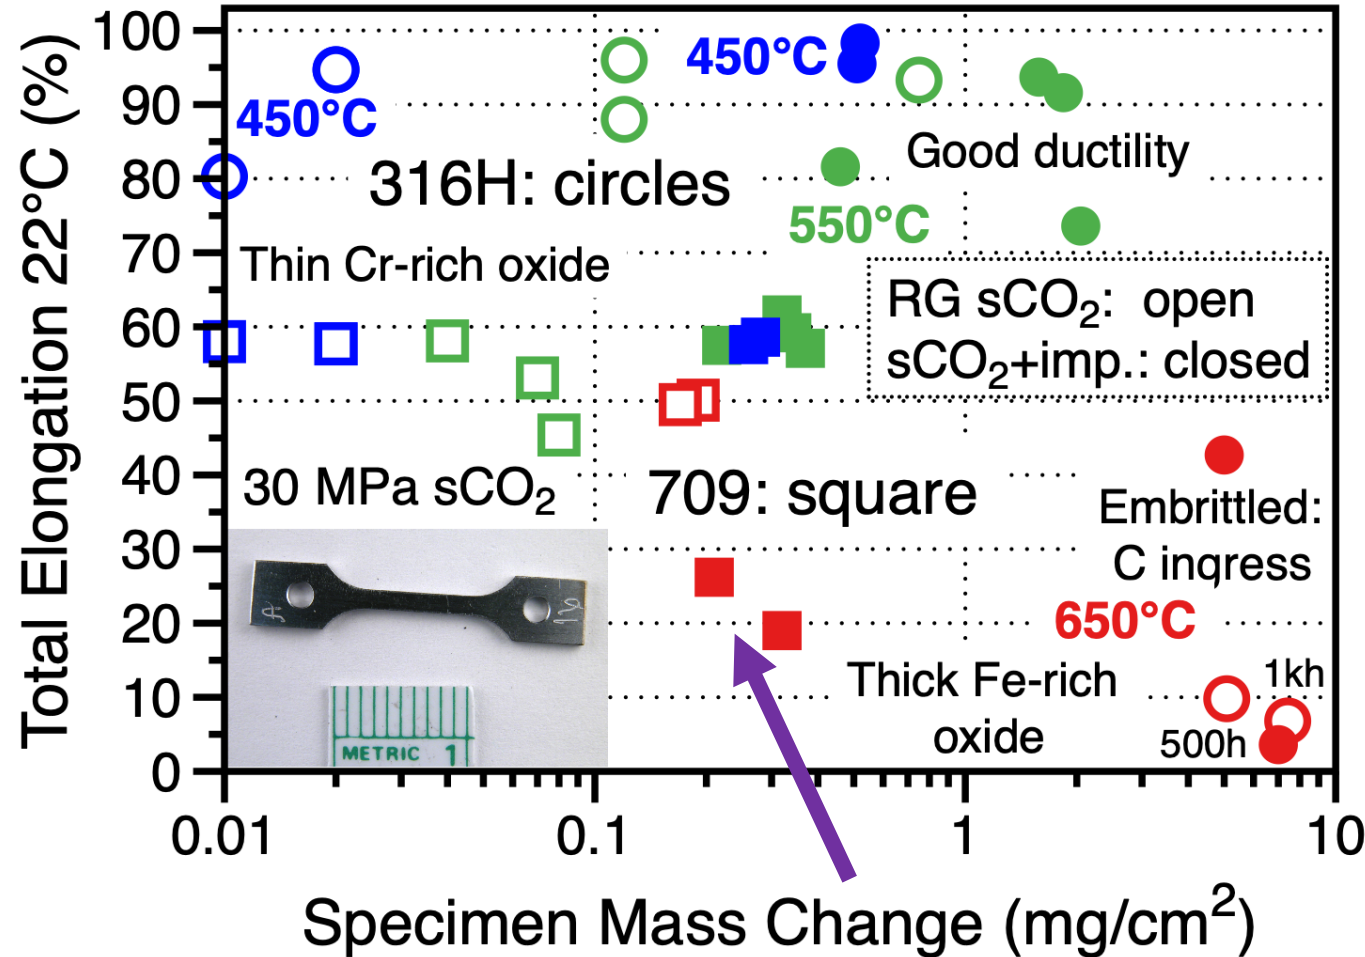 Total Elongation 22°C (%)
100
90
80
70
60
50
40
30
20
10
0
450°C
450°C
316H: circles
Good ductility
550°C
Thin Cr-rich oxide
RG sCO₂: open
sCO₂+imp.: closed
30 MPa sCO₂
709: square
Embrittled:
C ingress
650°C
Thick Fe-rich
oxide
1kh
500h
METRIC 1
0.01
0.1
1
10
Specimen Mass Change (mg/cm²)